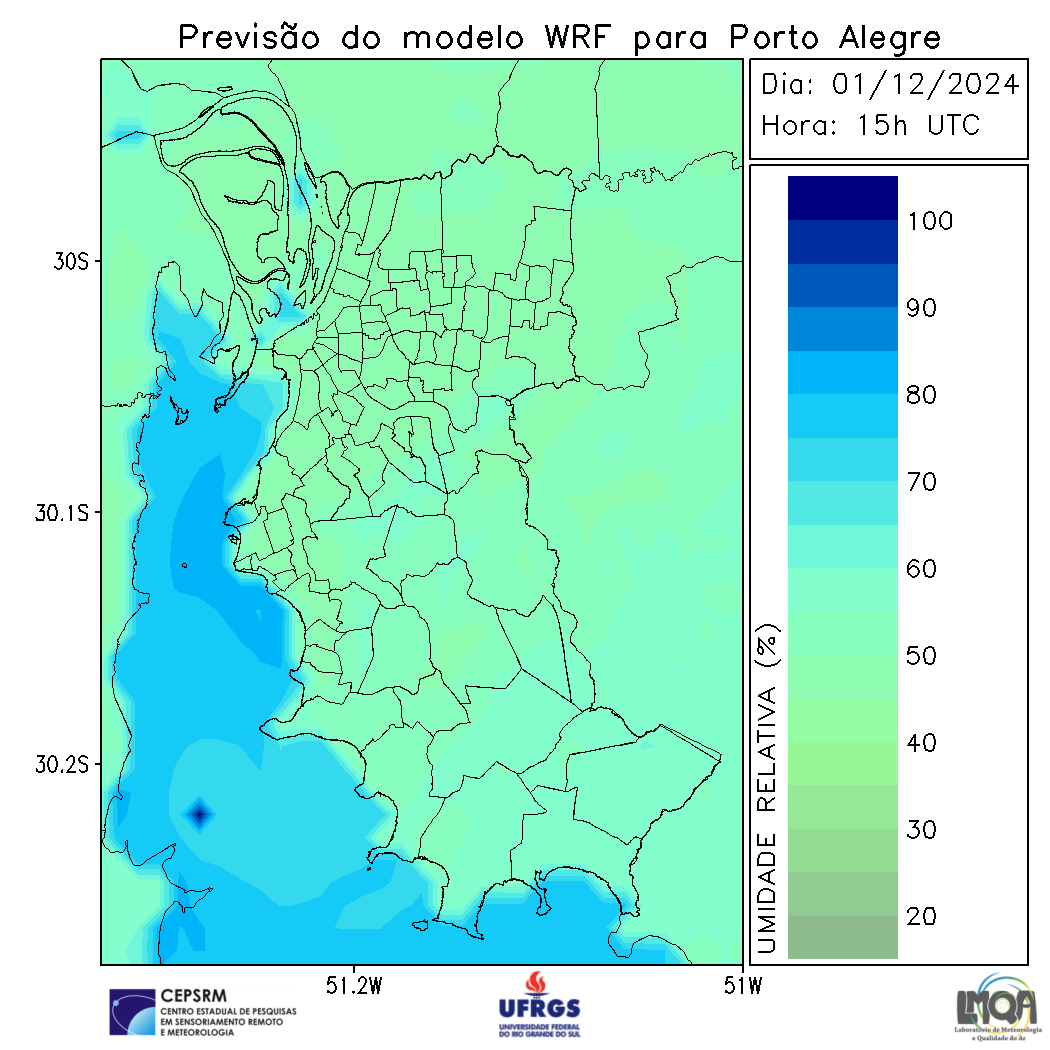 Previsão do modelo WRF para Porto Alegre
Dia: 01/12/2024
Hora: 15h UTC
30S
30.1S
30.2S
51.2W
51W
UMIDADE RELATIVA (%)
100
90
80
70
60
50
40
30
20
CEPSRM
CENTRO ESTADUAL DE PESQUISAS
EM SENSORIAMENTO REMOTO
E METEOROLOGIA
UFRGS
UNIVERSIDADE FEDERAL
DO RIO GRANDE DO SUL
LMQA
Laboratório de Meteorologia
e Qualidade do Ar